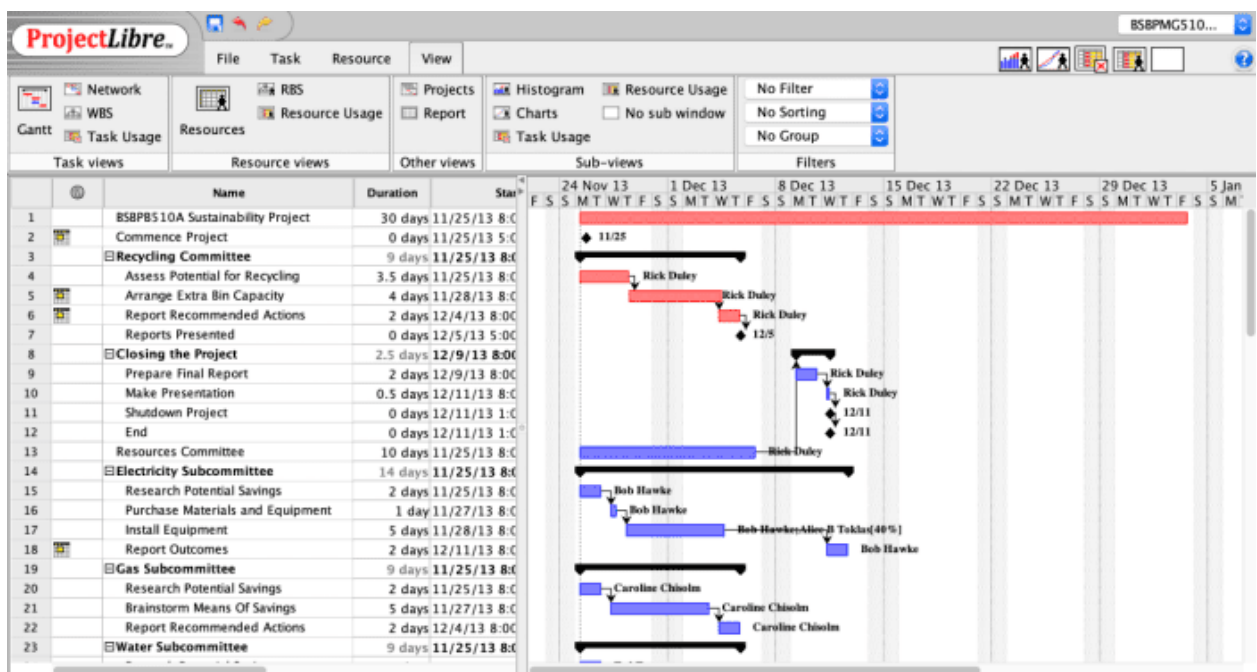 BSBPMG510...
ProjectLibre™
File Task Resource View
Network RBS Projects Histogram Resource Usage No Filter
WBS Resource Usage Report Charts No sub window No Sorting
Gantt Task Usage Resources Task Usage No Group
Task views Resource views Other views Sub-views Filters
Name Duration Star 24 Nov 13 1 Dec 13 8 Dec 13 15 Dec 13 22 Dec 13 29 Dec 13 5 Jan
F S S M T W T F S S M T W T F S S M T W T F S S M T W T F S S M T W T F S S M T W T F S S M
1 BSBPB510A Sustainability Project 30 days 11/25/13 8:0
2 Commence Project 0 days 11/25/13 5:0 11/25
3 Recycling Committee 9 days 11/25/13 8:0
4 Assess Potential for Recycling 3.5 days 11/25/13 8:0 Rick Duley
5 Arrange Extra Bin Capacity 4 days 11/28/13 8:0 Rick Duley
6 Report Recommended Actions 2 days 12/4/13 8:00 Rick Duley
7 Reports Presented 0 days 12/5/13 5:00 12/5
8 Closing the Project 2.5 days 12/9/13 8:00
9 Prepare Final Report 2 days 12/9/13 8:00 Rick Duley
10 Make Presentation 0.5 days 12/11/13 8:0 Rick Duley
11 Shutdown Project 0 days 12/11/13 1:0 12/11
12 End 0 days 12/11/13 1:0 12/11
13 Resources Committee 10 days 11/25/13 8:0 Rick Duley
14 Electricity Subcommittee 14 days 11/25/13 8:0
15 Research Potential Savings 2 days 11/25/13 8:0 Bob Hawke
16 Purchase Materials and Equipment 1 day 11/27/13 8:0 Bob Hawke
17 Install Equipment 5 days 11/28/13 8:0 Bob Hawke;Alice B Toklas[40%]
18 Report Outcomes 2 days 12/11/13 8:0 Bob Hawke
19 Gas Subcommittee 9 days 11/25/13 8:0
20 Research Potential Savings 2 days 11/25/13 8:0 Caroline Chisolm
21 Brainstorm Means Of Savings 5 days 11/27/13 8:0 Caroline Chisolm
22 Report Recommended Actions 2 days 12/4/13 8:00 Caroline Chisolm
23 Water Subcommittee 9 days 11/25/13 8:0